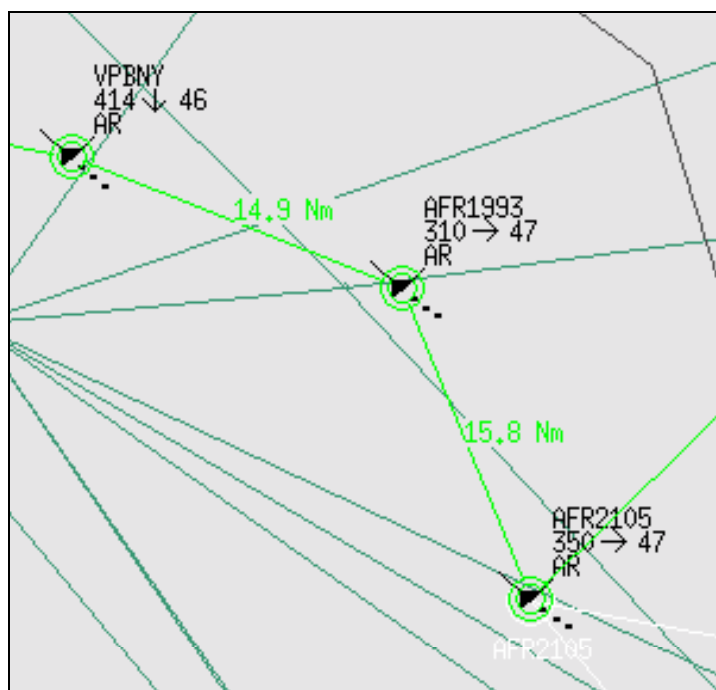 VPBNY
414 ↓ 46
AR
14.9 Nm
AFR1993
310 → 47
AR
15.8 Nm
AFR2105
350 → 47
AR
AFR2105